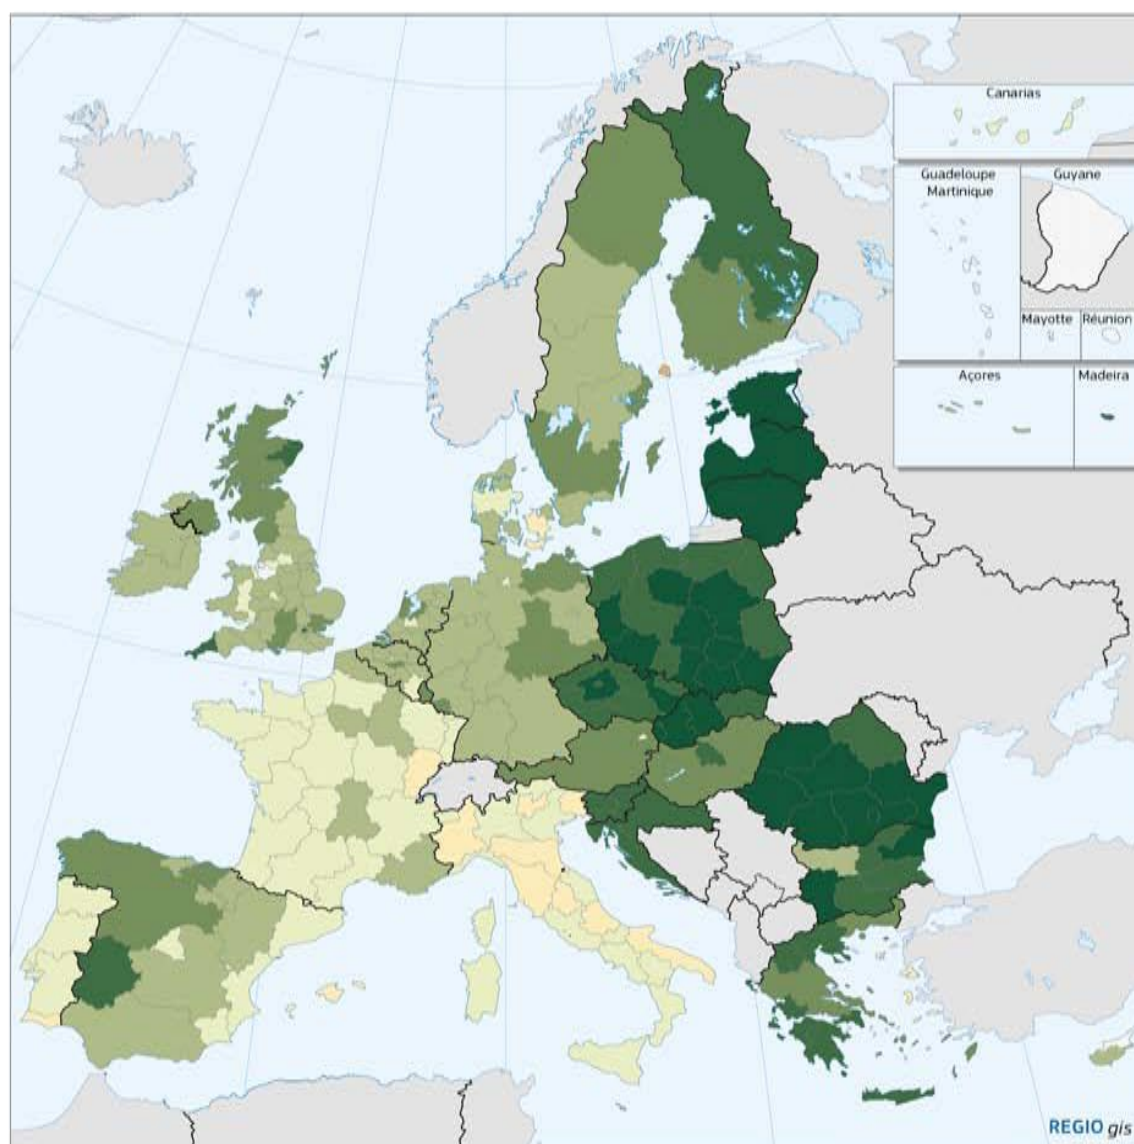 Canarias
Guadeloupe
Martinique
Guyane
Mayotte
Réunion
Açores
Madeira
REGIO gis